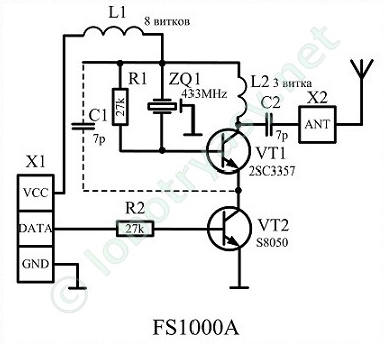 L1
8 витков
R1
27k
ZQ1
433MHz
L2 3 витка
C2
7p
X2
ANT
C1
7p
VT1
2SC3357
X1
VCC
DATA
GND
R2
27k
VT2
S8050
FS1000A